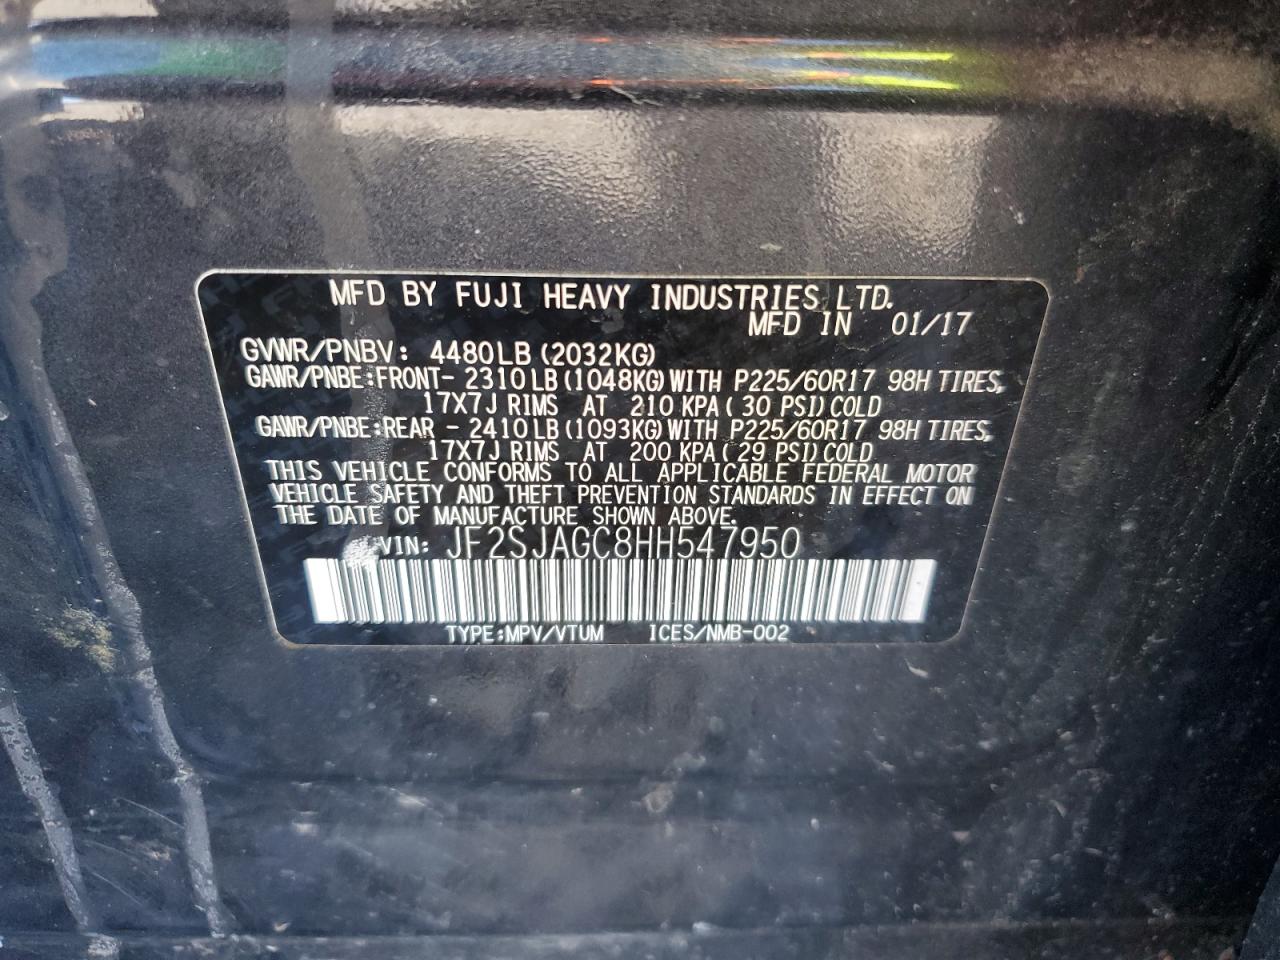 MFD BY FUJI HEAVY INDUSTRIES LTD.
MFD IN 01/17
GVWR/PNBV: 4480LB (2032KG)
GAWR/PNBE:FRONT- 2310LB (1048KG) WITH P225/60R17 98H TIRES,
17X7J RIMS AT 210 KPA (30 PSI) COLD
GAWR/PNBE:REAR - 2410LB (1093KG) WITH P225/60R17 98H TIRES,
17X7J RIMS AT 200 KPA (29 PSI) COLD
THIS VEHICLE CONFORMS TO ALL APPLICABLE FEDERAL MOTOR
VEHICLE SAFETY AND THEFT PREVENTION STANDARDS IN EFFECT ON
THE DATE OF MANUFACTURE SHOWN ABOVE.
VIN: JF2SJAGC8HH547950
TYPE:MPV/VTUM ICES/NMB-002